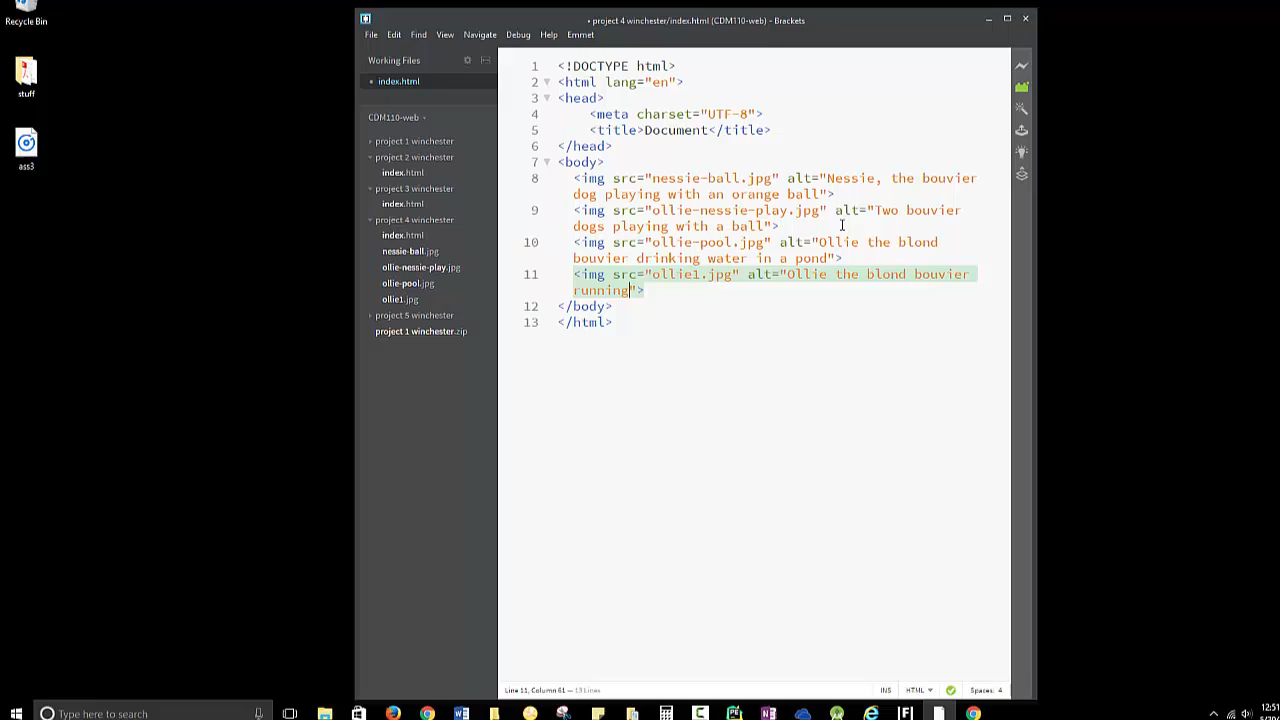 Recycle Bin
stuff
ass3
• project 4 winchester/index.html (CDM110-web) - Brackets
File Edit Find View Navigate Debug Help Emmet
Working Files
• index.html
CDM110-web
project 1 winchester
project 2 winchester
index.html
project 3 winchester
index.html
project 4 winchester
index.html
nessie-ball.jpg
ollie-nessie-play.jpg
ollie-pool.jpg
ollie1.jpg
project 5 winchester
project 1 winchester.zip
1 <!DOCTYPE html>
2 <html lang="en">
3 <head>
4 <meta charset="UTF-8">
5 <title>Document</title>
6 </head>
7 <body>
8 <img src="nessie-ball.jpg" alt="Nessie, the bouvier
dog playing with an orange ball">
9 <img src="ollie-nessie-play.jpg" alt="Two bouvier
dogs playing with a ball">
10 <img src="ollie-pool.jpg" alt="Ollie the blond
bouvier drinking water in a pond">
11 <img src="ollie1.jpg" alt="Ollie the blond bouvier
running">
12 </body>
13 </html>
Line 11, Column 61 — 13 Lines
INS HTML Spaces: 4
Type here to search
12:51